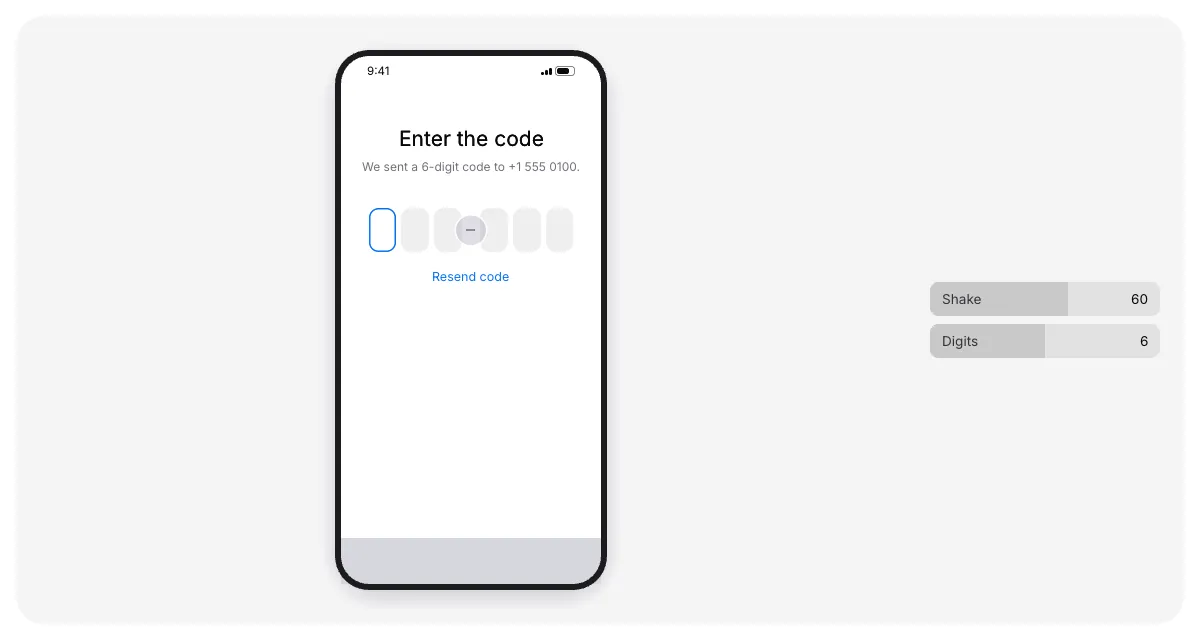 9:41
Enter the code
We sent a 6-digit code to +1 555 0100.
–
Resend code
Shake 60
Digits 6